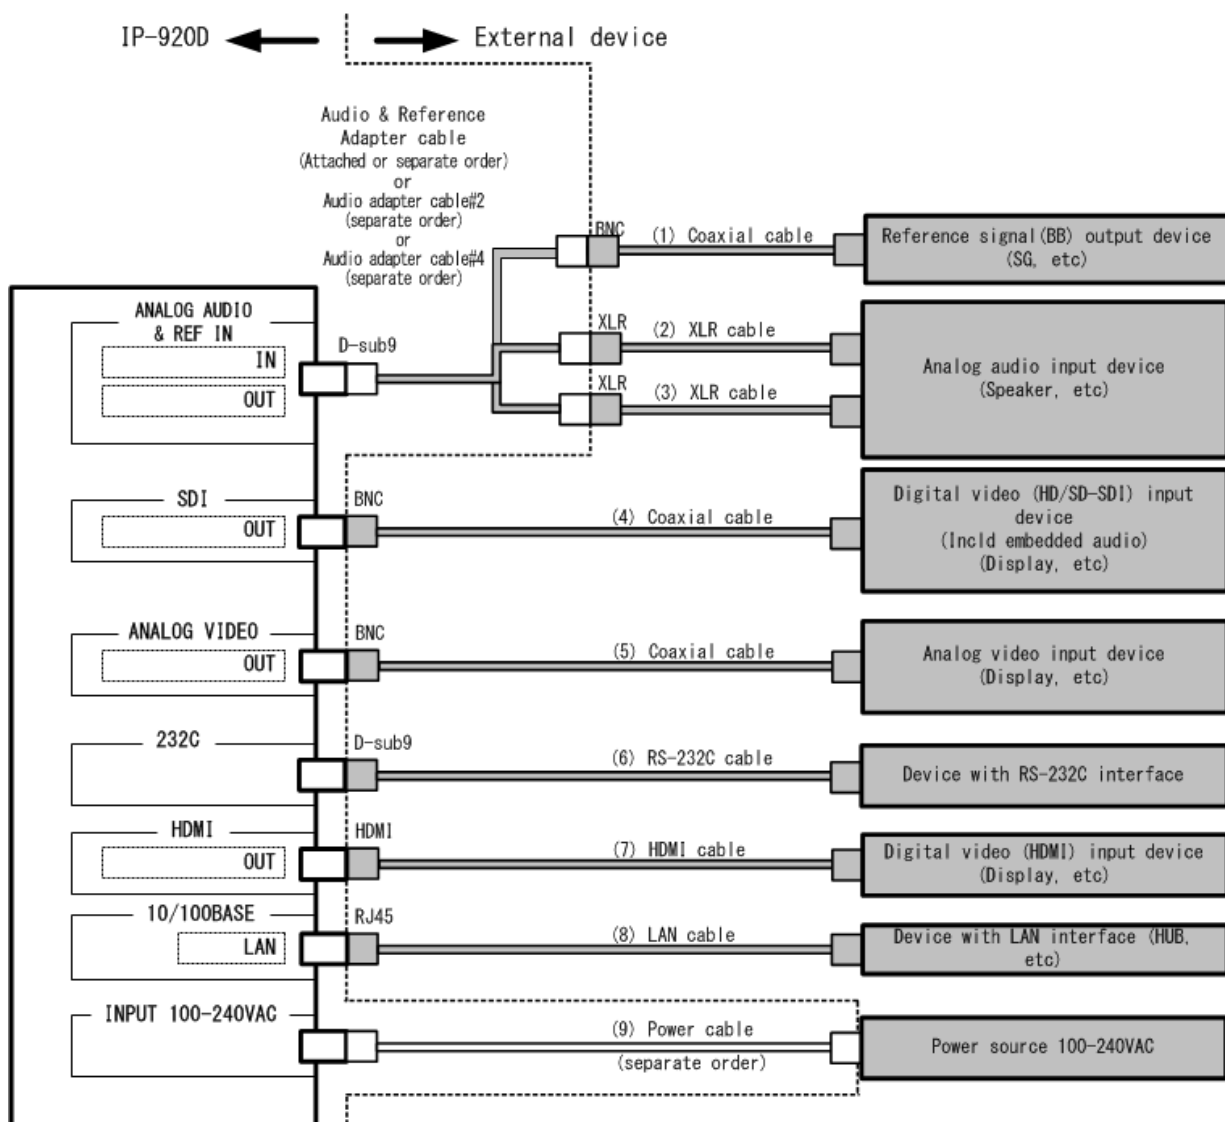 IP-920D
External device
Audio & Reference
Adapter cable
(Attached or separate order)
or
Audio adapter cable#2
(separate order)
or
Audio adapter cable#4
(separate order)
BNC
(1) Coaxial cable
Reference signal(BB) output device
(SG, etc)
ANALOG AUDIO
& REF IN
IN
OUT
D-sub9
XLR
(2) XLR cable
XLR
(3) XLR cable
Analog audio input device
(Speaker, etc)
SDI
OUT
BNC
(4) Coaxial cable
Digital video (HD/SD-SDI) input
device
(Incld embedded audio)
(Display, etc)
ANALOG VIDEO
OUT
BNC
(5) Coaxial cable
Analog video input device
(Display, etc)
232C
D-sub9
(6) RS-232C cable
Device with RS-232C interface
HDMI
OUT
HDMI
(7) HDMI cable
Digital video (HDMI) input device
(Display, etc)
10/100BASE
LAN
RJ45
(8) LAN cable
Device with LAN interface (HUB,
etc)
INPUT 100-240VAC
(9) Power cable
(separate order)
Power source 100-240VAC